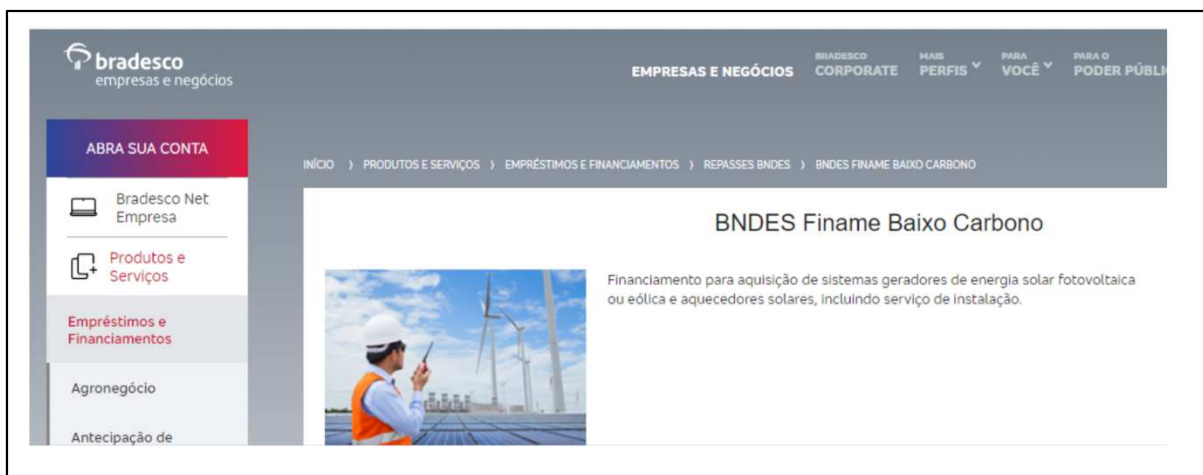 bradesco
empresas e negócios
EMPRESAS E NEGÓCIOS
BRADESCO
CORPORATE
MAIS
PERFIS
PARA
VOCÊ
PARA O
PODER PÚBLI
ABRA SUA CONTA
INÍCIO 〉 PRODUTOS E SERVIÇOS 〉 EMPRÉSTIMOS E FINANCIAMENTOS 〉 REPASSES BNDES 〉 BNDES FINAME BAIXO CARBONO
Bradesco Net
Empresa
Produtos e
Serviços
Empréstimos e
Financiamentos
Agronegócio
Antecipação de
BNDES Finame Baixo Carbono
Financiamento para aquisição de sistemas geradores de energia solar fotovoltaica
ou eólica e aquecedores solares, incluindo serviço de instalação.